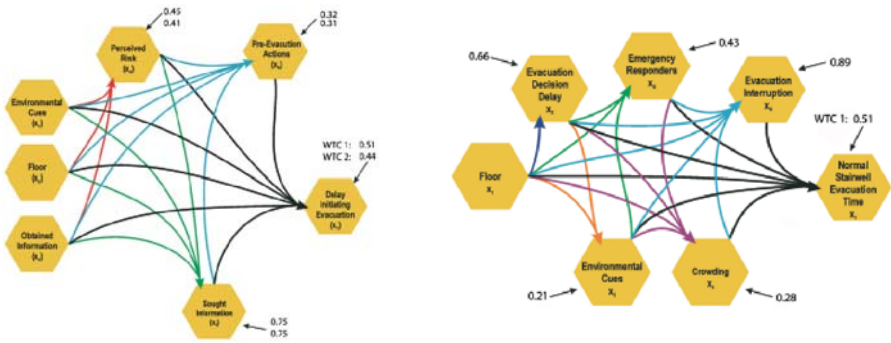 0.45
0.41
Perceived
Risk
0.32
0.31
Pre-Evacution
Actions
Environmental
Cues
Floor
Obtained
Information
WTC 1: 0.51
WTC 2: 0.44
Delay
Initiating
Evacuation
Sought
Information
0.75
0.75
0.66
Evacuation
Decision
Delay
Emergency
Responders
0.43
Evacuation
Interruption
0.89
WTC 1: 0.51
Floor
X₁
Normal
Stairwell
Evacuation
Time
Environmental
Cues
0.21
Crowding
0.28